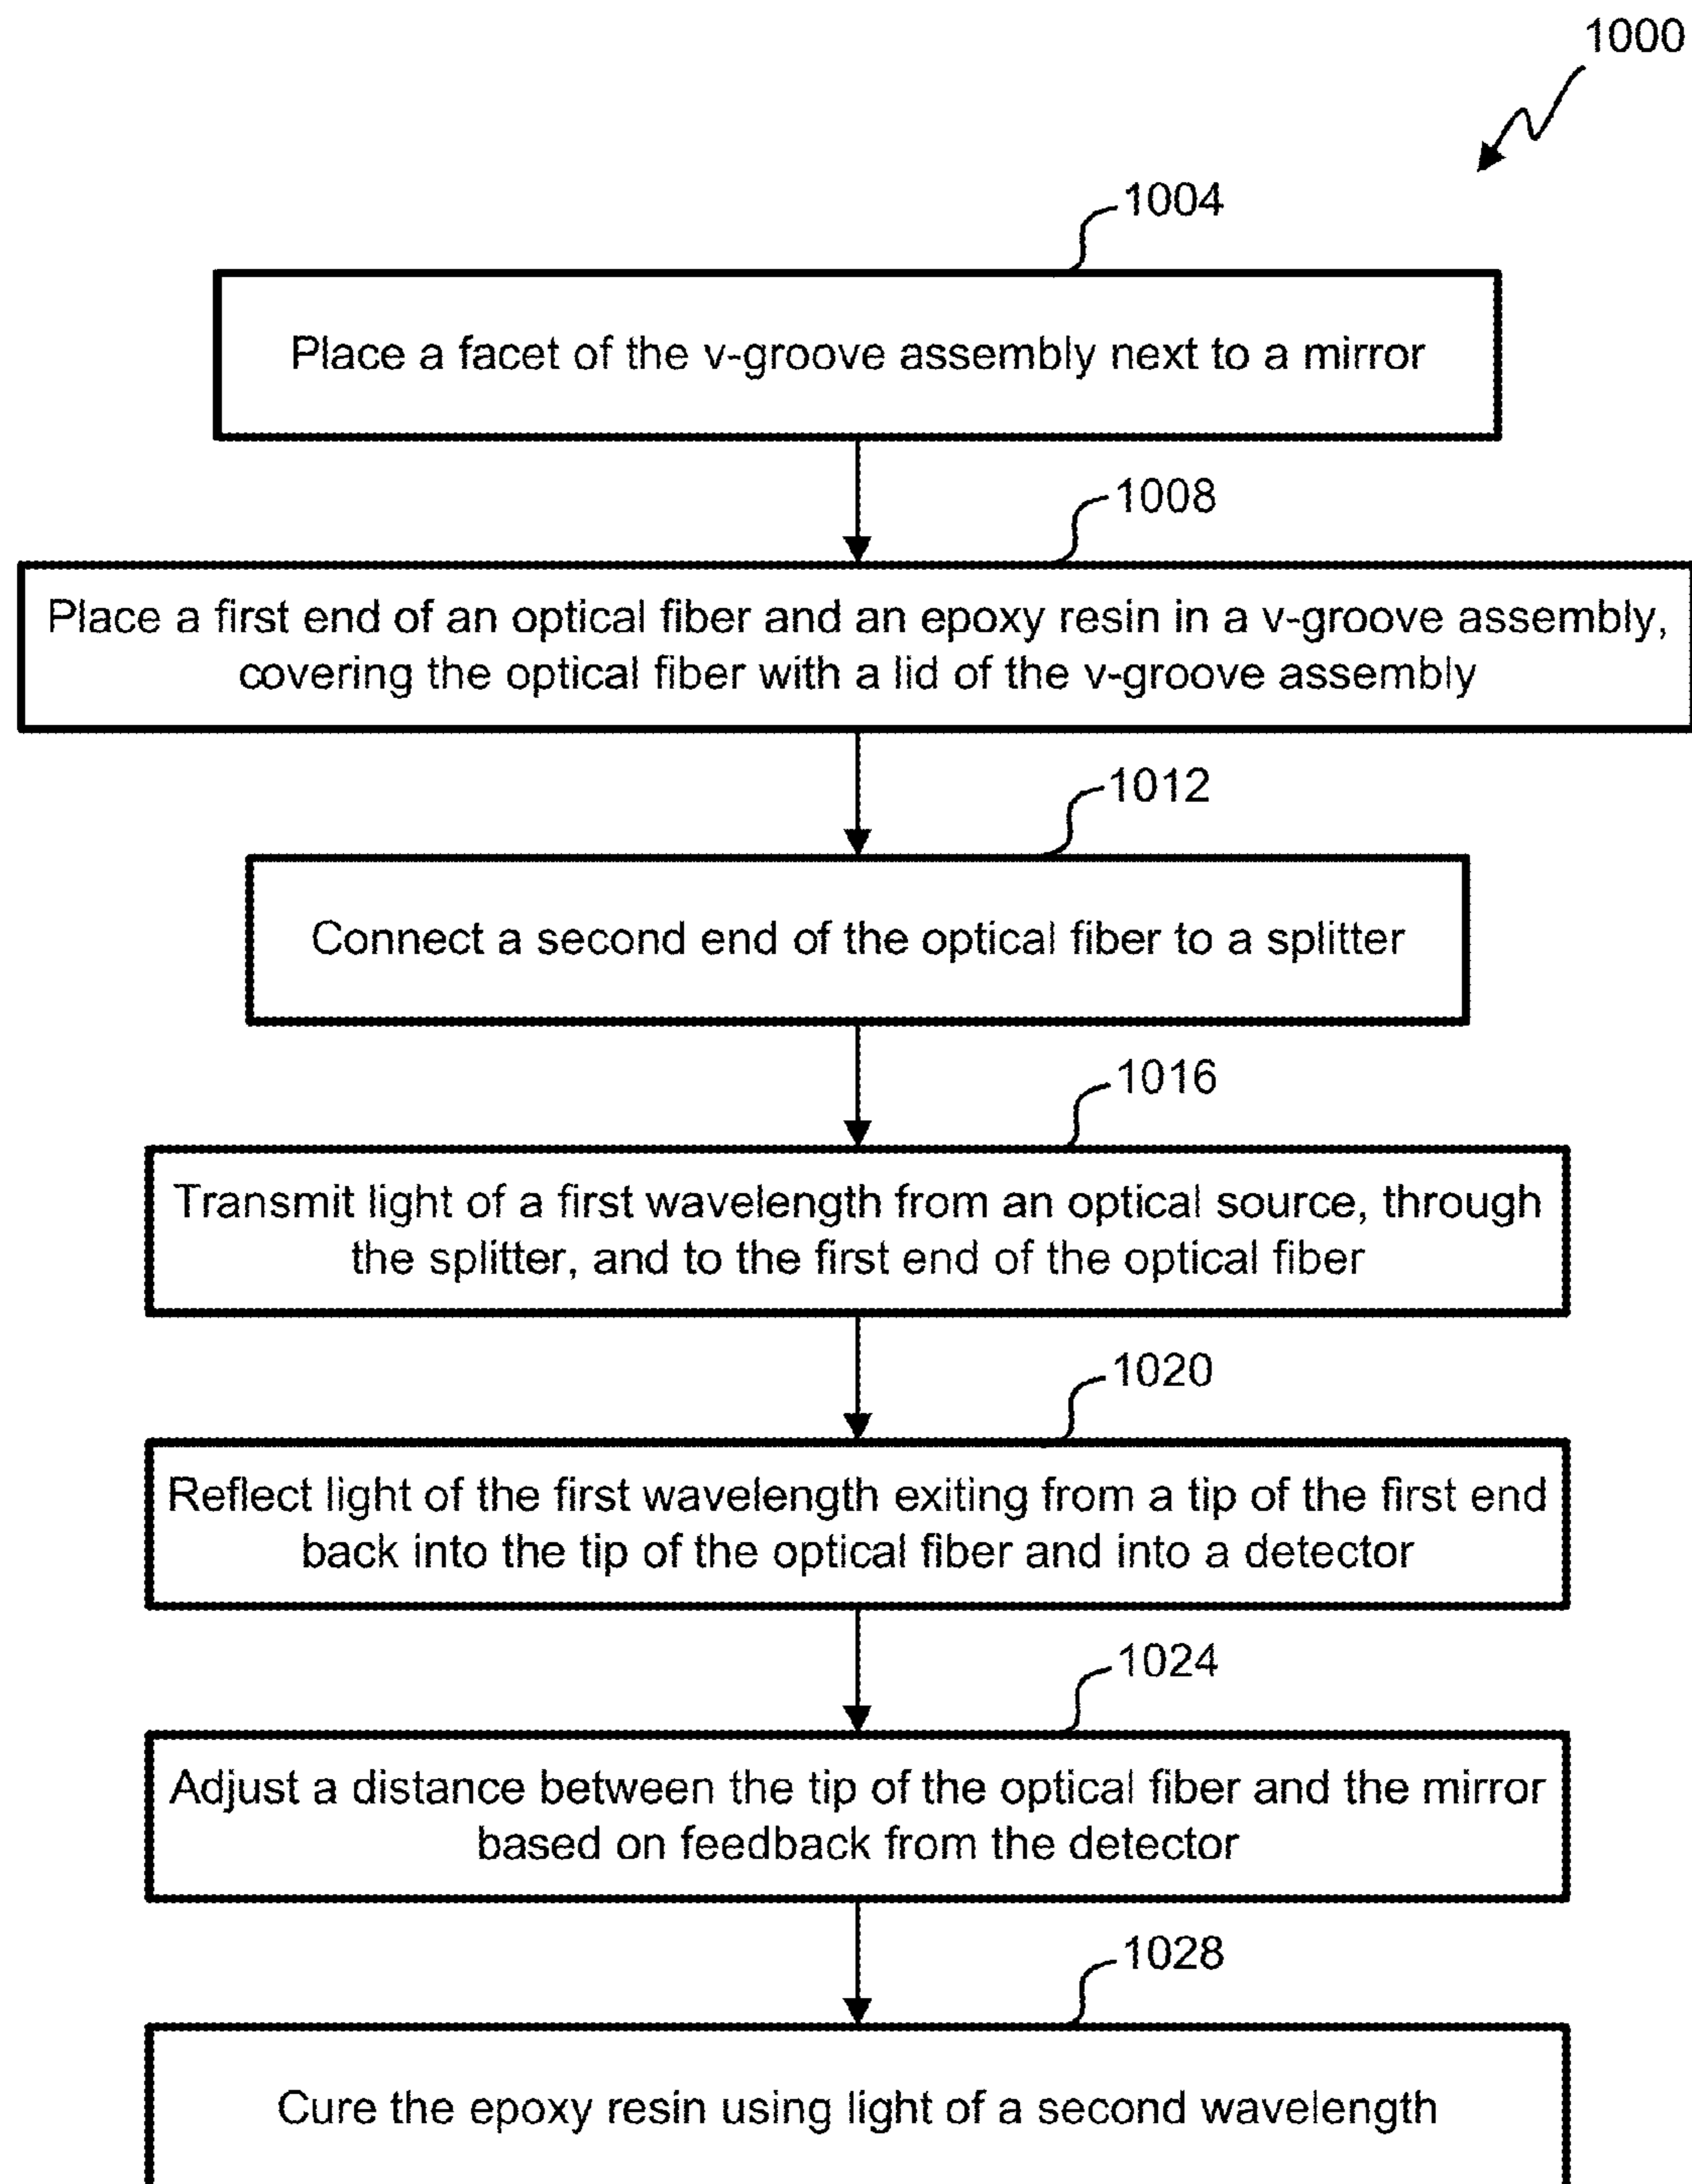 1000
1004
Place a facet of the v-groove assembly next to a mirror
1008
Place a first end of an optical fiber and an epoxy resin in a v-groove assembly,
covering the optical fiber with a lid of the v-groove assembly
1012
Connect a second end of the optical fiber to a splitter
1016
Transmit light of a first wavelength from an optical source, through
the splitter, and to the first end of the optical fiber
1020
Reflect light of the first wavelength exiting from a tip of the first end
back into the tip of the optical fiber and into a detector
1024
Adjust a distance between the tip of the optical fiber and the mirror
based on feedback from the detector
1028
Cure the epoxy resin using light of a second wavelength